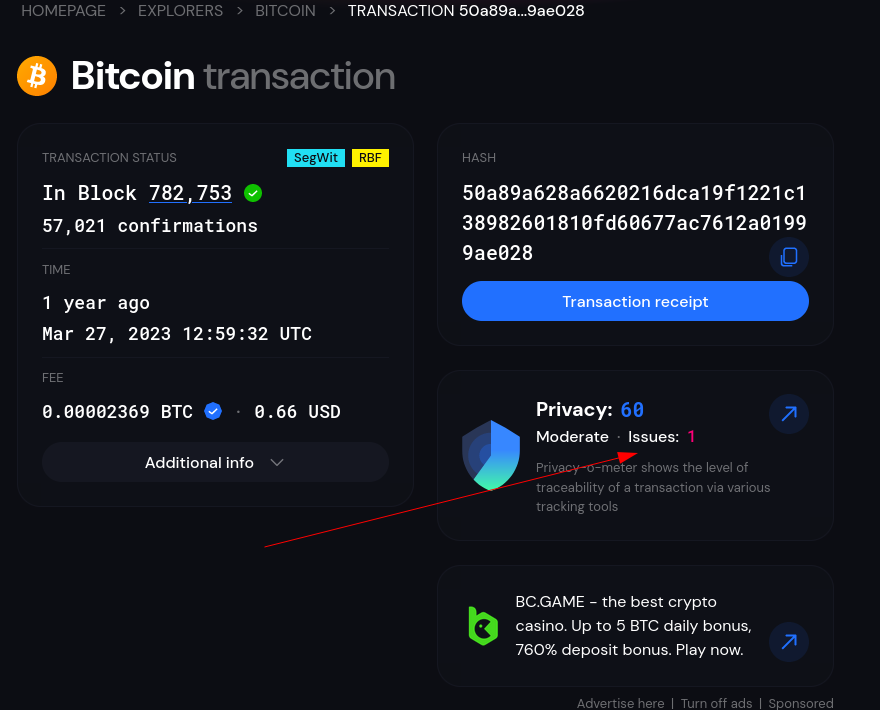 HOMEPAGE > EXPLORERS > BITCOIN > TRANSACTION 50a89a...9ae028
Bitcoin transaction
TRANSACTION STATUS SegWit RBF
In Block 782,753
57,021 confirmations
TIME
1 year ago
Mar 27, 2023 12:59:32 UTC
FEE
0.00002369 BTC · 0.66 USD
Additional info
HASH
50a89a628a6620216dca19f1221c1
38982601810fd60677ac7612a0199
9ae028
Transaction receipt
Privacy: 60
Moderate · Issues: 1
Privacy-o-meter shows the level of
traceability of a transaction via various
tracking tools
BC.GAME - the best crypto
casino. Up to 5 BTC daily bonus,
760% deposit bonus. Play now.
Advertise here | Turn off ads | Sponsored